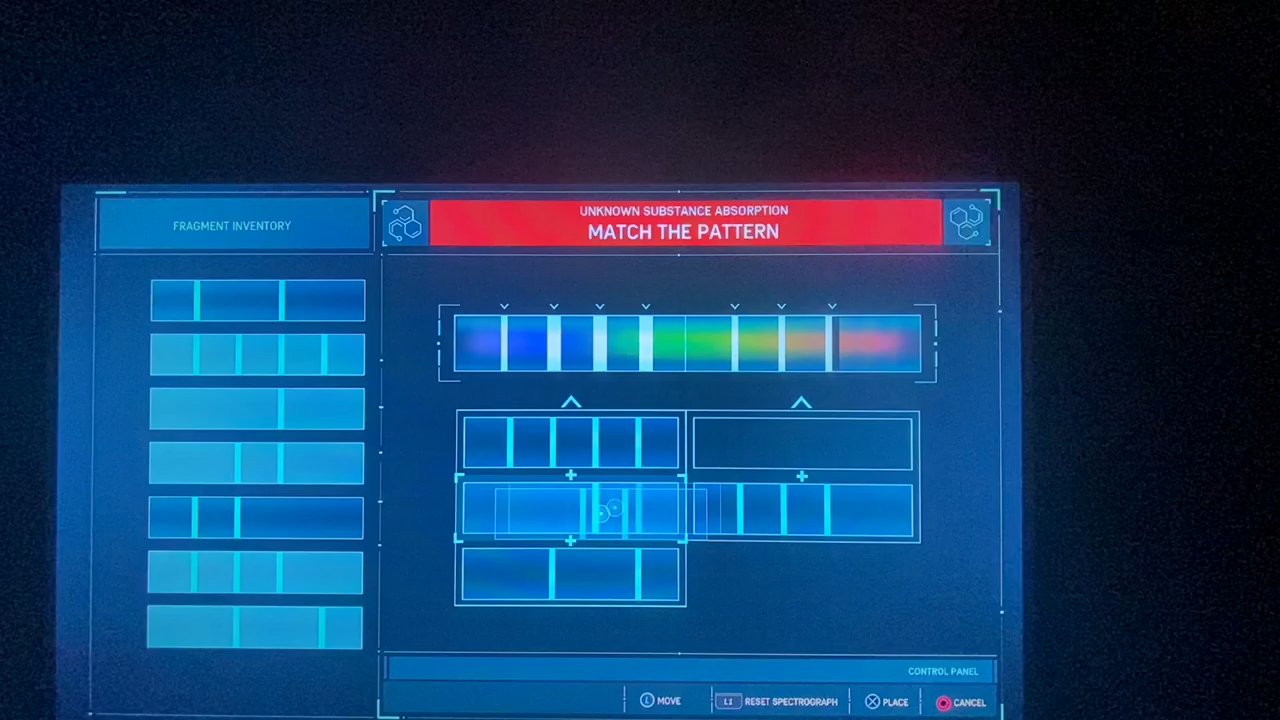 FRAGMENT INVENTORY
UNKNOWN SUBSTANCE ABSORPTION
MATCH THE PATTERN
CONTROL PANEL
L MOVE
L1 RESET SPECTROGRAPH
PLACE
CANCEL